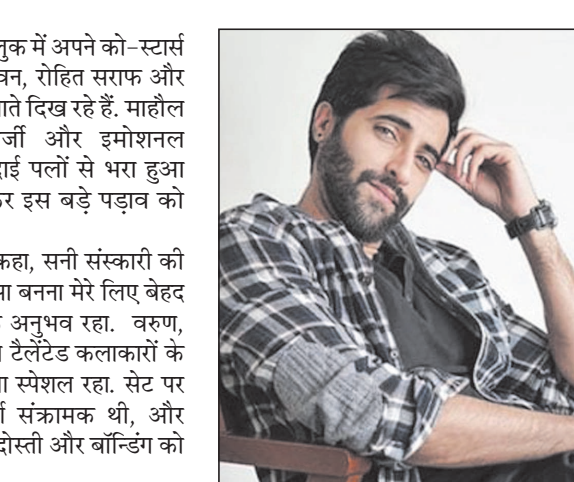 लुक में अपने को-स्टार्स
वन, रोहित सराफ और
ाते दिख रहे हैं. माहौल
र्जी और इमोशनल
ाई पलों से भरा हुआ
र इस बड़े पड़ाव को
कहा, सनी संस्कारी की
सा बनना मेरे लिए बेहद
अनुभव रहा. वरुण,
टैलेंटेड कलाकारों के
ना स्पेशल रहा. सेट पर
संक्रामक थी, और
दोस्ती और बॉन्डिंग को